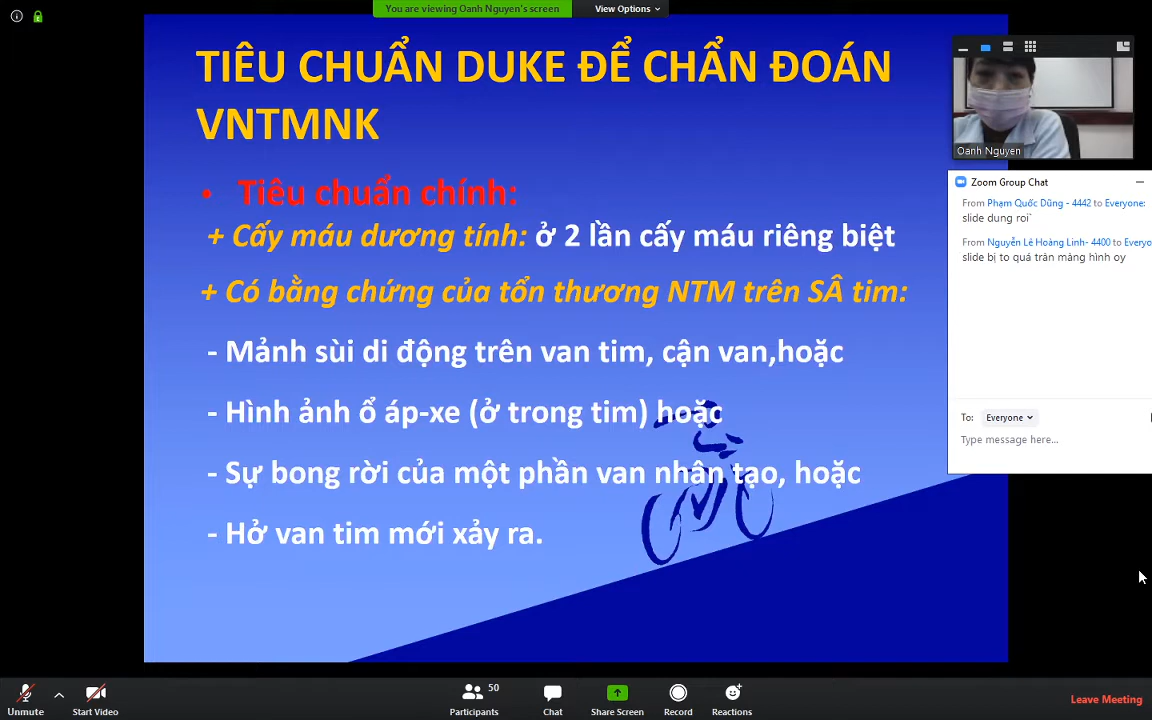 You are viewing Oanh Nguyen's screen
View Options
TIÊU CHUẨN DUKE ĐỂ CHẨN ĐOÁN
VNTMNK
• Tiêu chuẩn chính:
+ Cấy máu dương tính: ở 2 lần cấy máu riêng biệt
+ Có bằng chứng của tổn thương NTM trên SÂ tim:
- Mảnh sùi di động trên van tim, cận van,hoặc
- Hình ảnh ổ áp-xe (ở trong tim) hoặc
- Sự bong rời của một phần van nhân tạo, hoặc
- Hở van tim mới xảy ra.
Oanh Nguyen
Zoom Group Chat
From Phạm Quốc Dũng - 4442 to Everyone:
slide dung roi`
From Nguyễn Lê Hoàng Linh- 4400 to Everyo
slide bị to quá tràn màng hình oy
To: Everyone
Type message here...
Unmute
Start Video
Participants
50
Chat
Share Screen
Record
Reactions
Leave Meeting